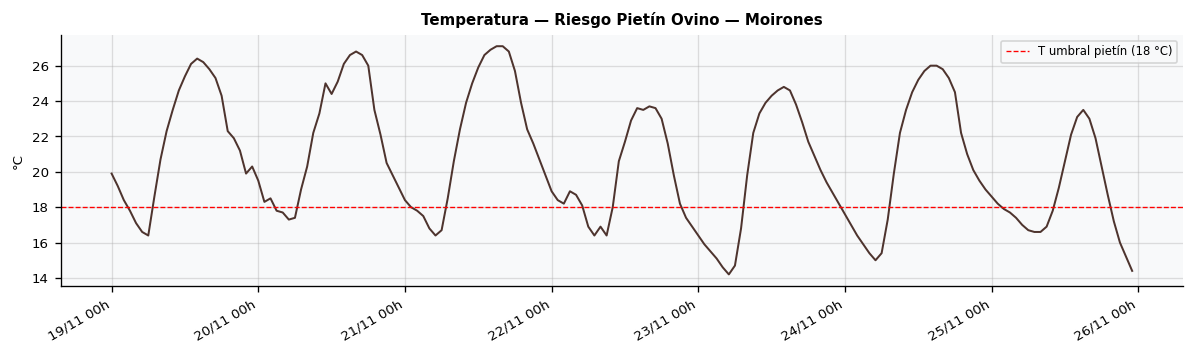 Temperatura — Riesgo Pietín Ovino — Moirones
T umbral pietín (18 °C)
°C
26
24
22
20
18
16
14
19/11 00h
20/11 00h
21/11 00h
22/11 00h
23/11 00h
24/11 00h
25/11 00h
26/11 00h